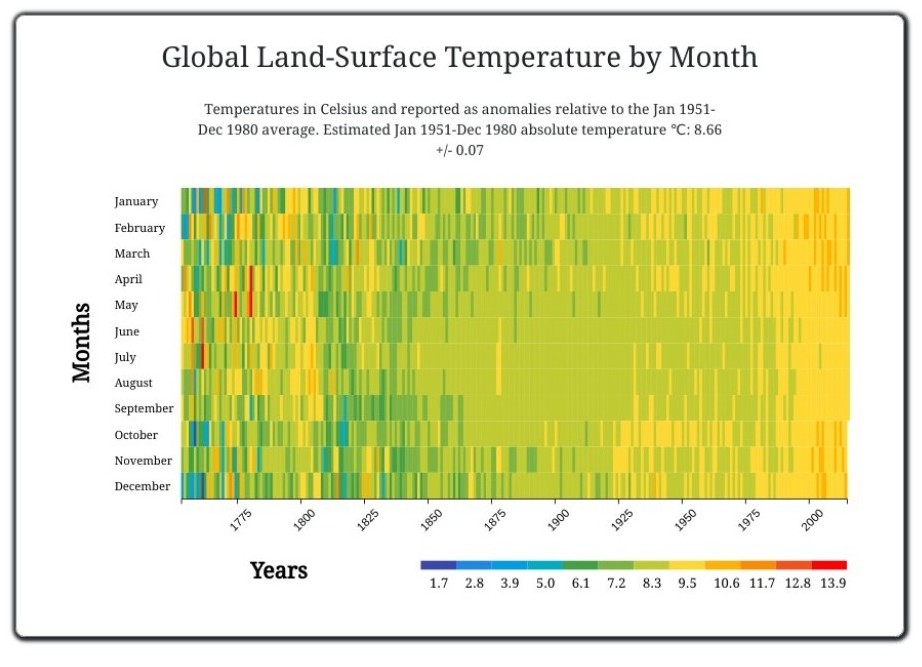 Global Land-Surface Temperature by Month
Temperatures in Celsius and reported as anomalies relative to the Jan 1951-
Dec 1980 average. Estimated Jan 1951-Dec 1980 absolute temperature ℃: 8.66
+/- 0.07
Months
January
February
March
April
May
June
July
August
September
October
November
December
1775 1800 1825 1850 1875 1900 1925 1950 1975 2000
Years
1.7 2.8 3.9 5.0 6.1 7.2 8.3 9.5 10.6 11.7 12.8 13.9